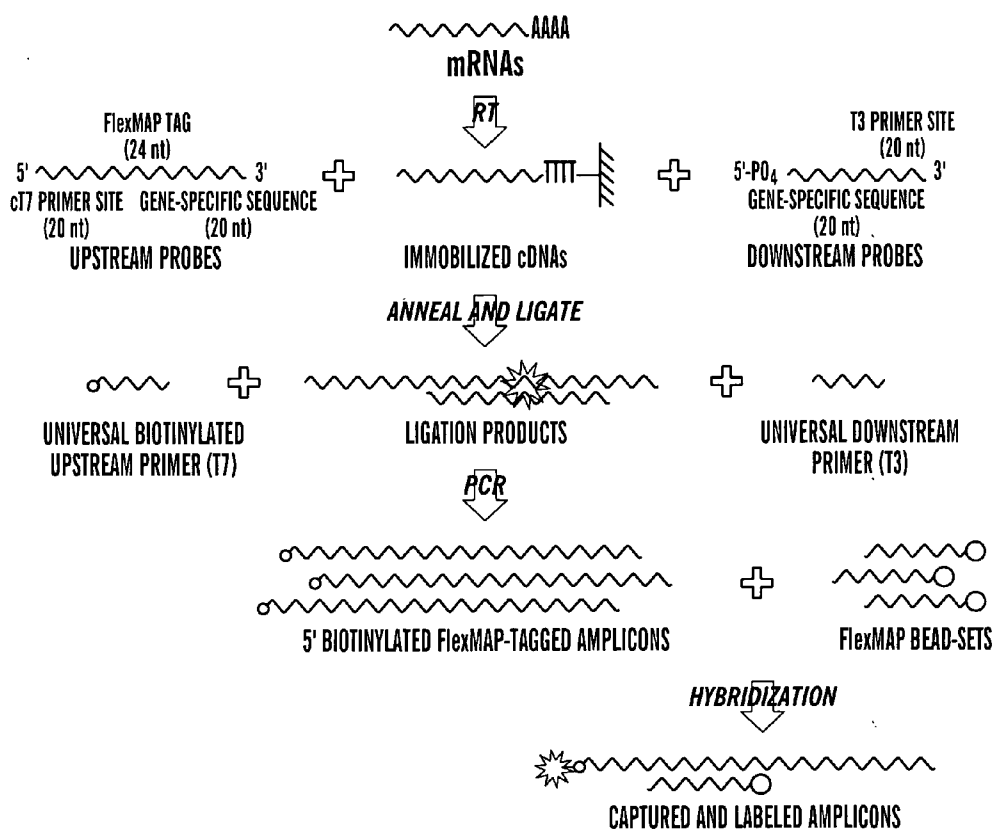 AAAA
mRNAs
RT
FlexMAP TAG
(24 nt)
5' 3'
cT7 PRIMER SITE GENE-SPECIFIC SEQUENCE
(20 nt) (20 nt)
UPSTREAM PROBES
IMMOBILIZED cDNAs
T3 PRIMER SITE
(20 nt)
5'-PO4 3'
GENE-SPECIFIC SEQUENCE
(20 nt)
DOWNSTREAM PROBES
ANNEAL AND LIGATE
UNIVERSAL BIOTINYLATED
UPSTREAM PRIMER (T7)
LIGATION PRODUCTS
UNIVERSAL DOWNSTREAM
PRIMER (T3)
PCR
5' BIOTINYLATED FlexMAP-TAGGED AMPLICONS
FlexMAP BEAD-SETS
HYBRIDIZATION
CAPTURED AND LABELED AMPLICONS